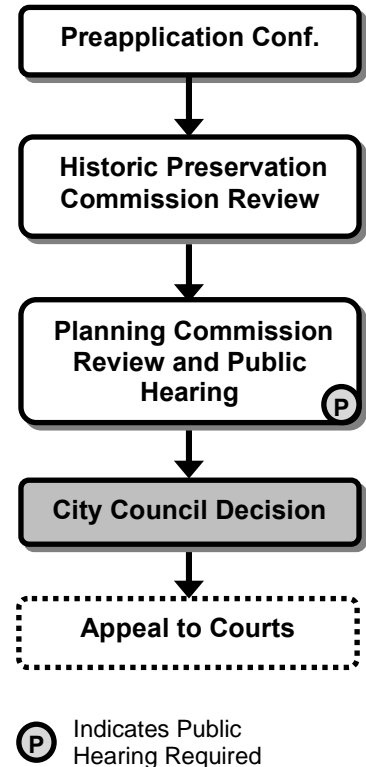 Preapplication Conf.
Historic Preservation
Commission Review
Planning Commission
Review and Public
Hearing
P
City Council Decision
Appeal to Courts
P
Indicates Public
Hearing Required